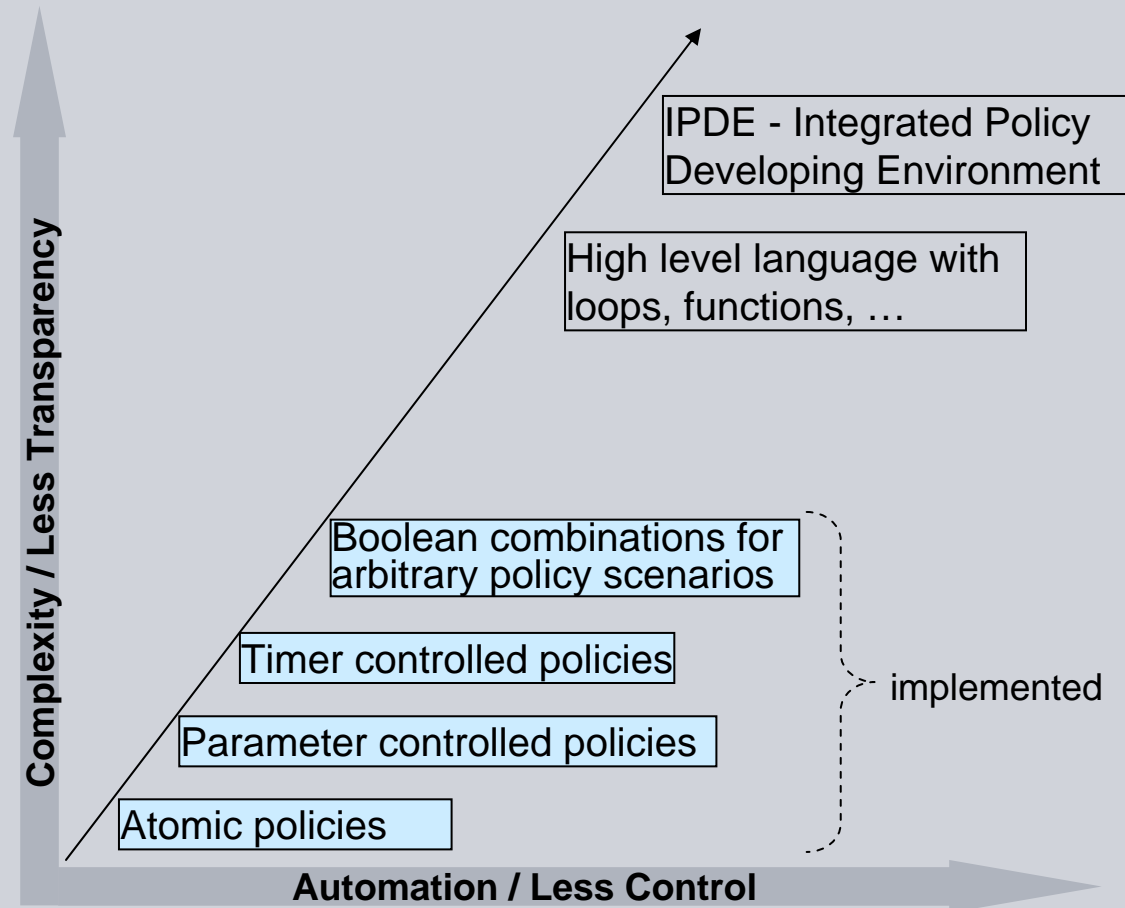 IPDE - Integrated Policy
Developing Environment
High level language with
loops, functions, …
Complexity / Less Transparency
Boolean combinations for
arbitrary policy scenarios
Timer controlled policies
implemented
Parameter controlled policies
Atomic policies
Automation / Less Control